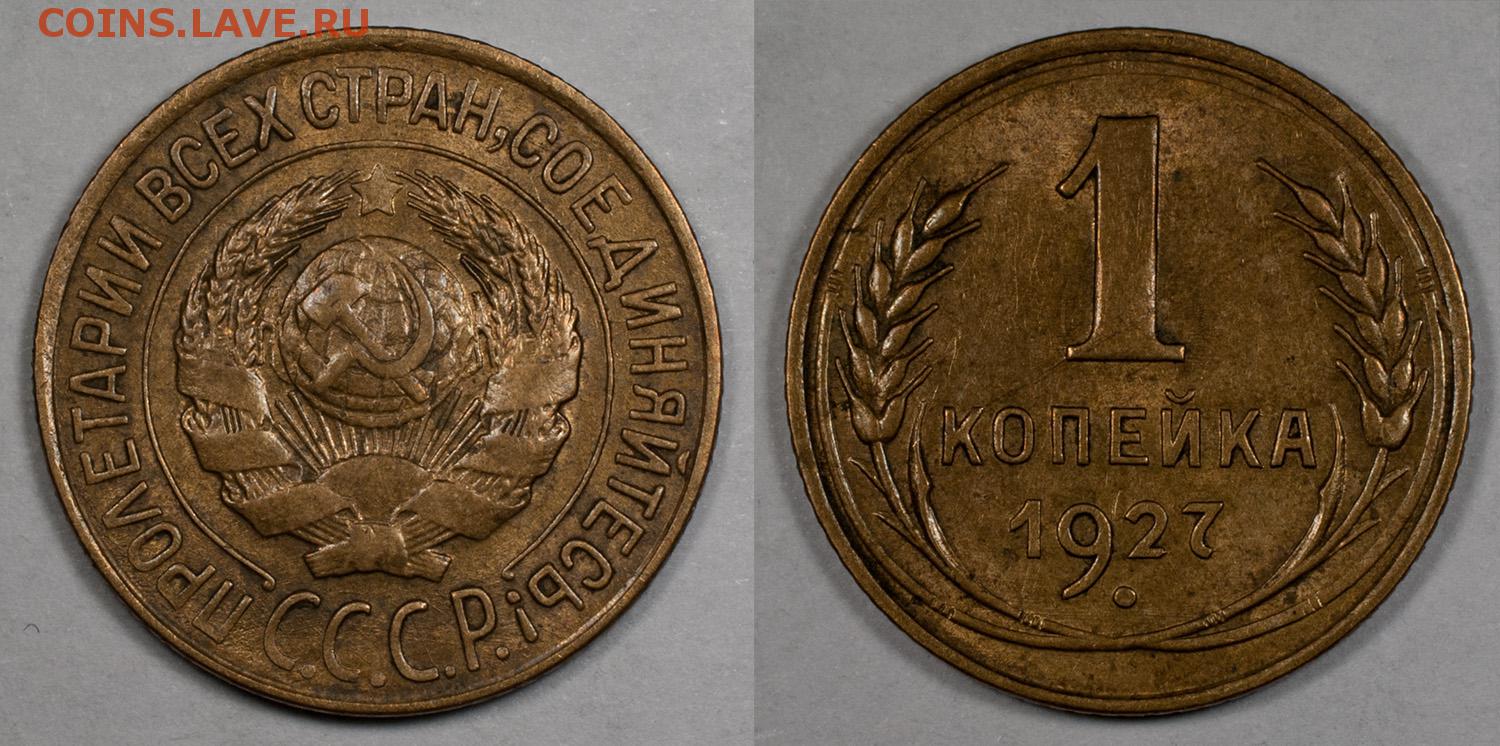 COINS.LAVE.RU
ПРОЛЕТАРИИ ВСЕХ СТРАН, СОЕДИНЯЙТЕСЬ!
С.С.С.Р.
1
КОПЕЙКА
1927